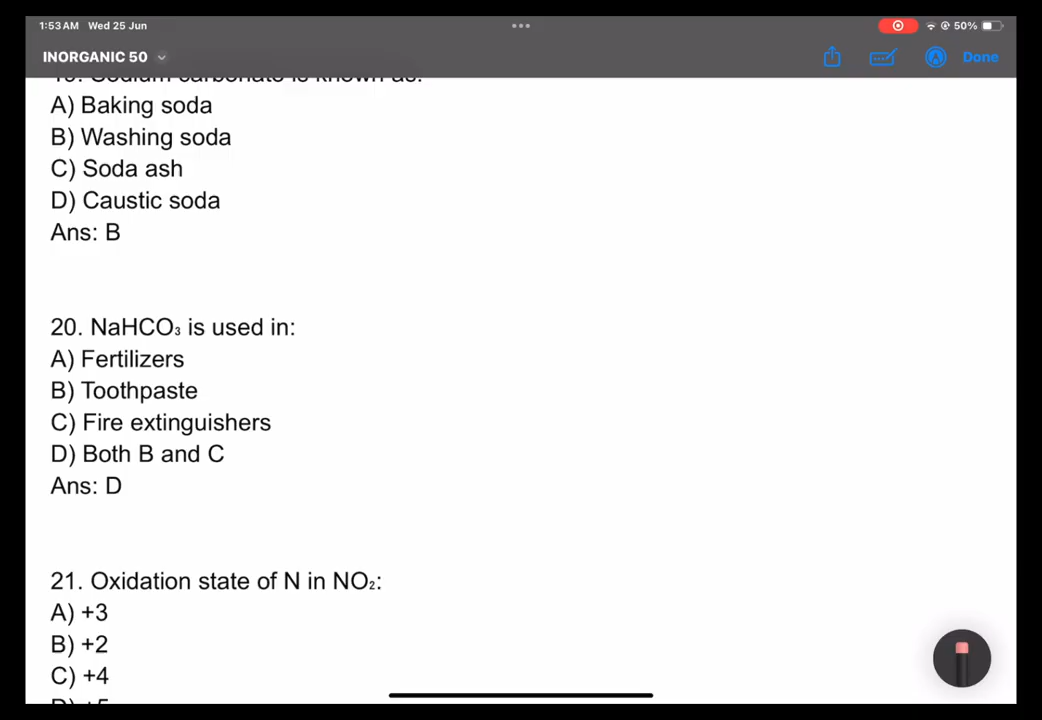 1:53 AM Wed 25 Jun
50%
INORGANIC 50
Done
19. Sodium carbonate is known as:
A) Baking soda
B) Washing soda
C) Soda ash
D) Caustic soda
Ans: B
20. NaHCO₃ is used in:
A) Fertilizers
B) Toothpaste
C) Fire extinguishers
D) Both B and C
Ans: D
21. Oxidation state of N in NO₂:
A) +3
B) +2
C) +4
D) +5